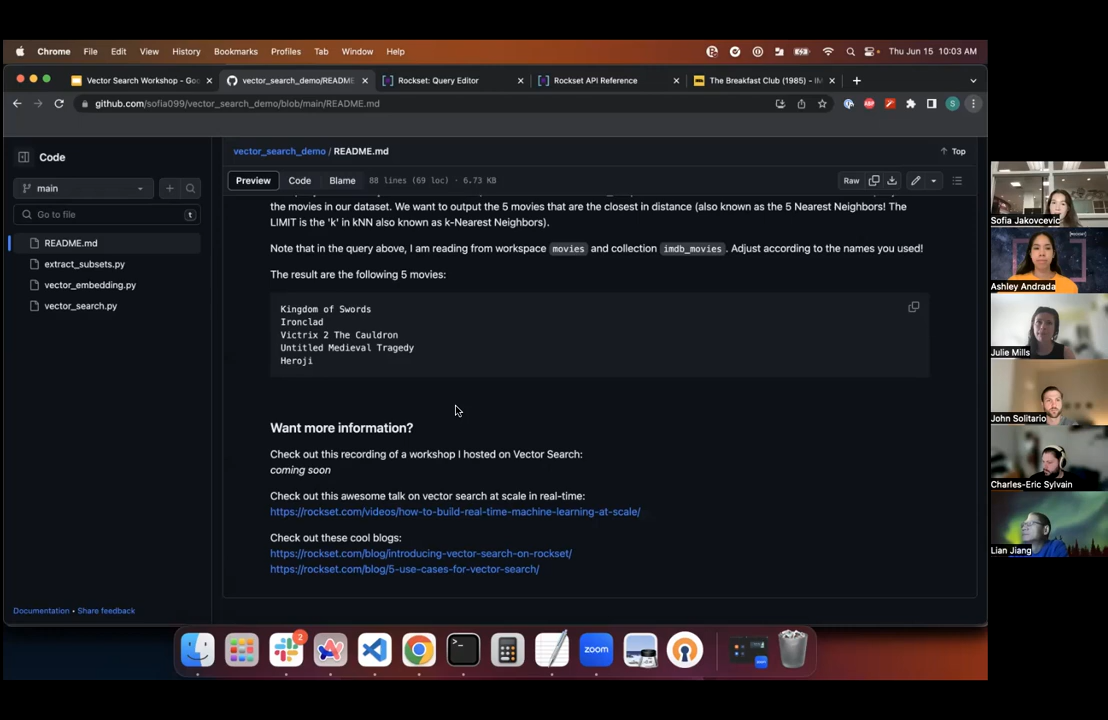 Chrome File Edit View History Bookmarks Profiles Tab Window Help Thu Jun 15 10:03 AM
Vector Search Workshop - Goo vector_search_demo/README Rockset: Query Editor Rockset API Reference The Breakfast Club (1985) - IM
github.com/sofia099/vector_search_demo/blob/main/README.md S
Code
main
Go to file t
README.md
extract_subsets.py
vector_embedding.py
vector_search.py
Documentation • Share feedback
vector_search_demo / README.md Top
Preview Code Blame 88 lines (69 loc) · 6.73 KB Raw
the movies in our dataset. We want to output the 5 movies that are the closest in distance (also known as the 5 Nearest Neighbors! The
LIMIT is the 'k' in kNN also known as k-Nearest Neighbors).
Note that in the query above, I am reading from workspace movies and collection imdb_movies . Adjust according to the names you used!
The result are the following 5 movies:
Kingdom of Swords
Ironclad
Victrix 2 The Cauldron
Untitled Medieval Tragedy
Heroji
Want more information?
Check out this recording of a workshop I hosted on Vector Search:
coming soon
Check out this awesome talk on vector search at scale in real-time:
https://rockset.com/videos/how-to-build-real-time-machine-learning-at-scale/
Check out these cool blogs:
https://rockset.com/blog/introducing-vector-search-on-rockset/
https://rockset.com/blog/5-use-cases-for-vector-search/
2
zoom
Sofia Jakovcevic
Ashley Andrada
Julie Mills
John Solitario
Charles-Eric Sylvain
Lian Jiang